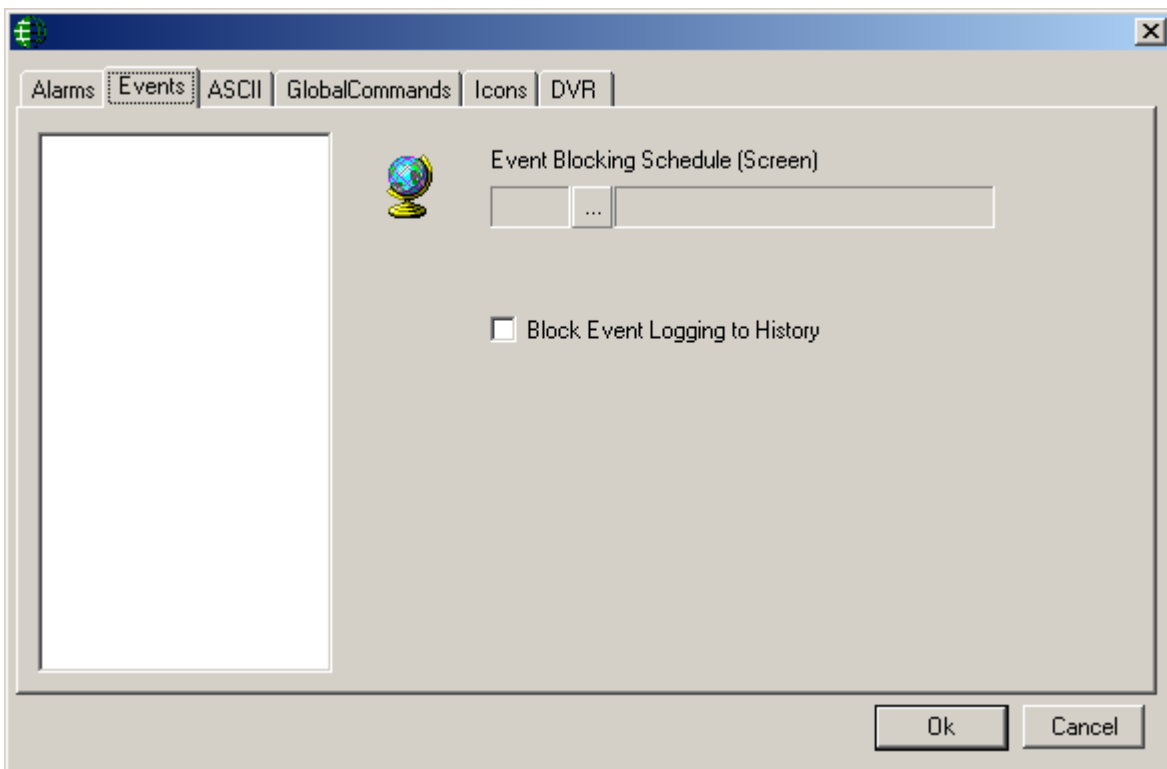 Alarms Events ASCII GlobalCommands Icons DVR
Event Blocking Schedule (Screen)
...
Block Event Logging to History
Ok Cancel